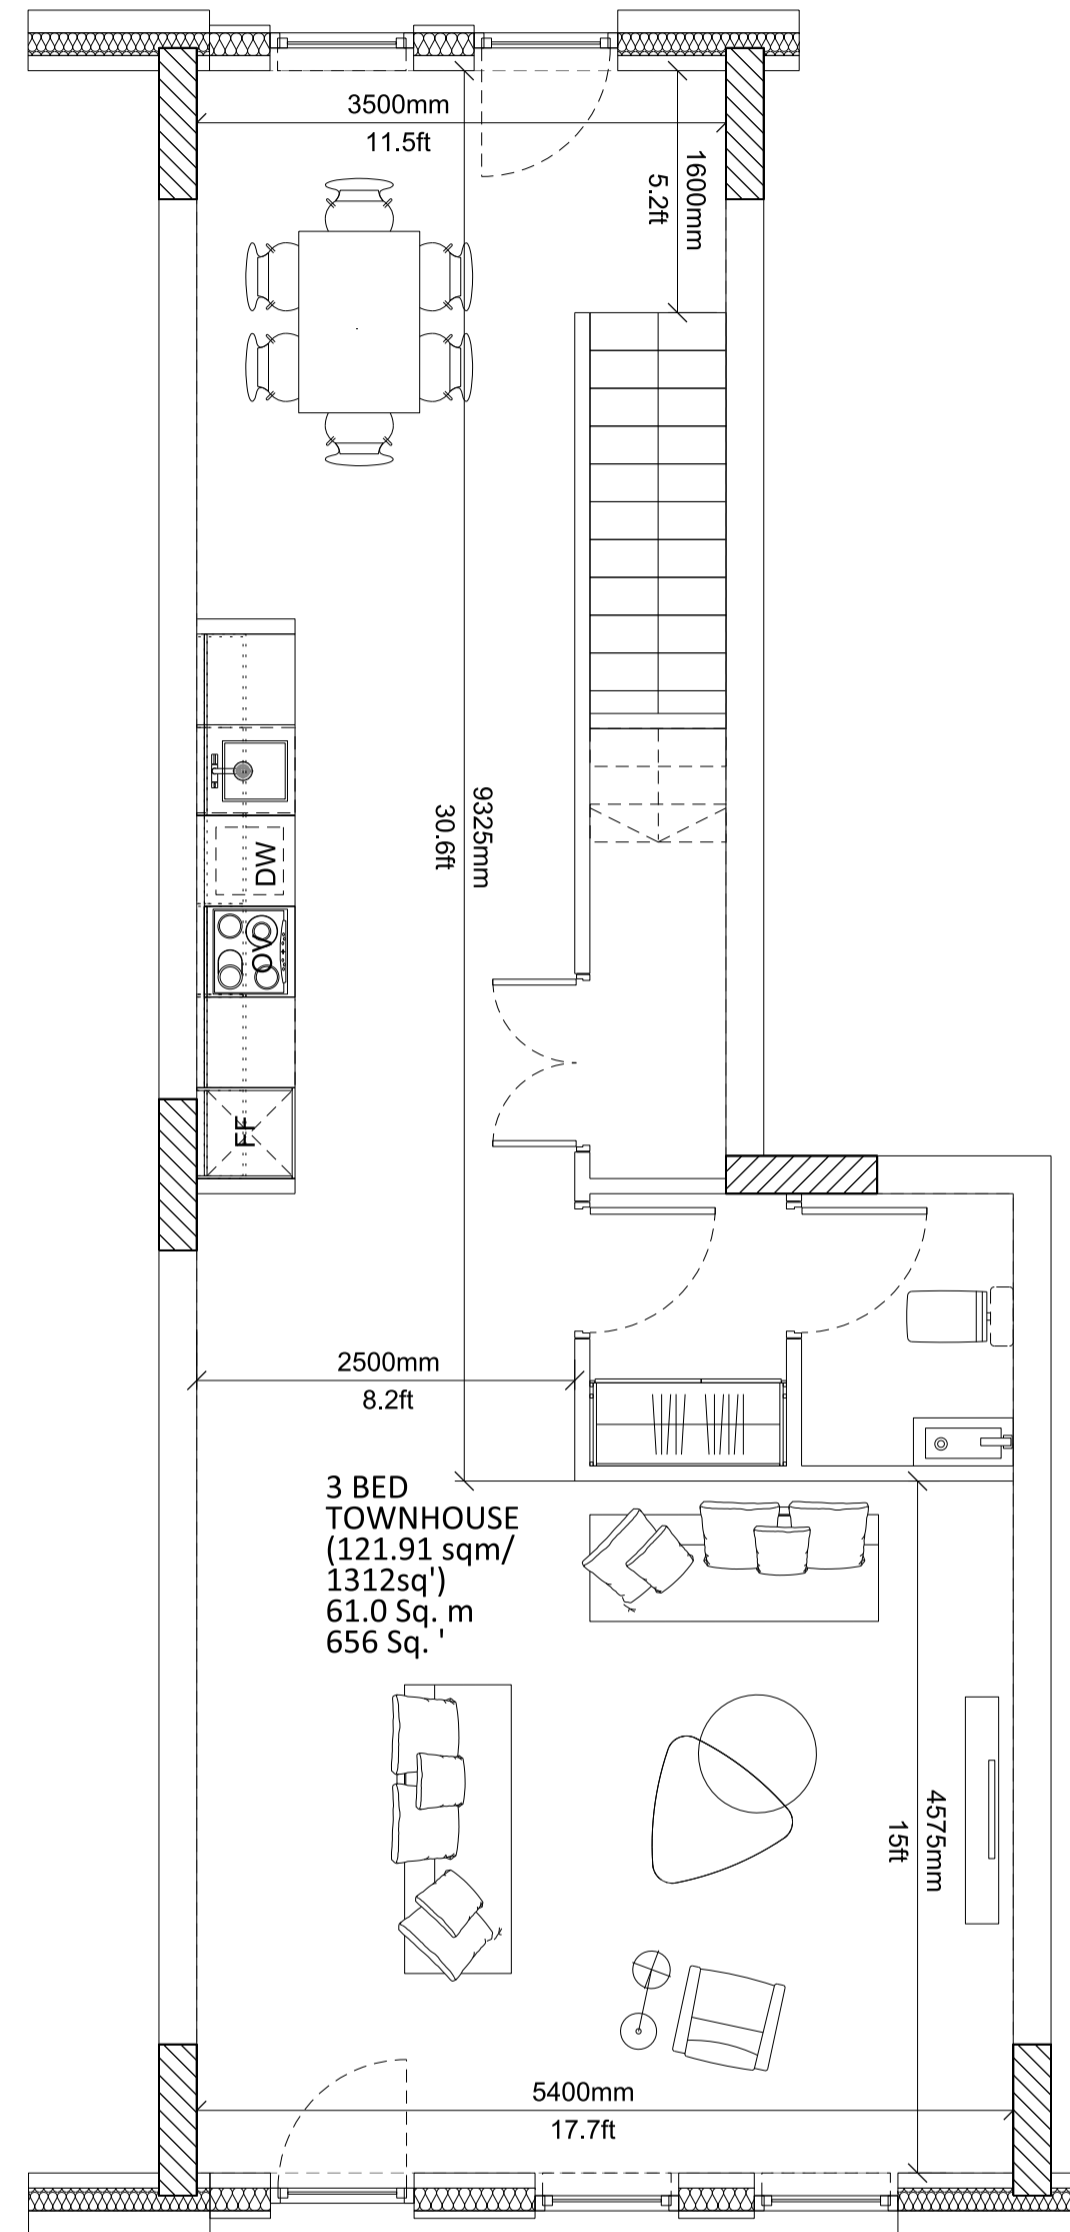 3500mm
11.5ft
1600mm
5.2ft
9325mm
30.6ft
DW
OV
FF
2500mm
8.2ft
3 BED
TOWNHOUSE
(121.91 sqm/
1312sq')
61.0 Sq. m
656 Sq. '
4575mm
15ft
5400mm
17.7ft